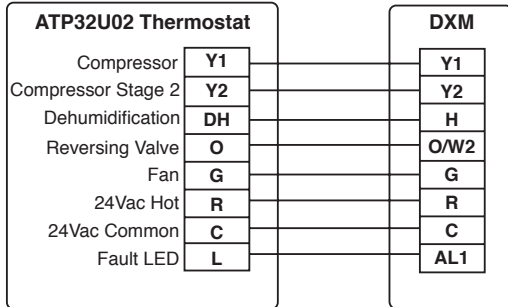 ATP32U02 Thermostat DXM
Compressor Y1 Y1
Compressor Stage 2 Y2 Y2
Dehumidification DH H
Reversing Valve O O/W2
Fan G G
24Vac Hot R R
24Vac Common C C
Fault LED L AL1